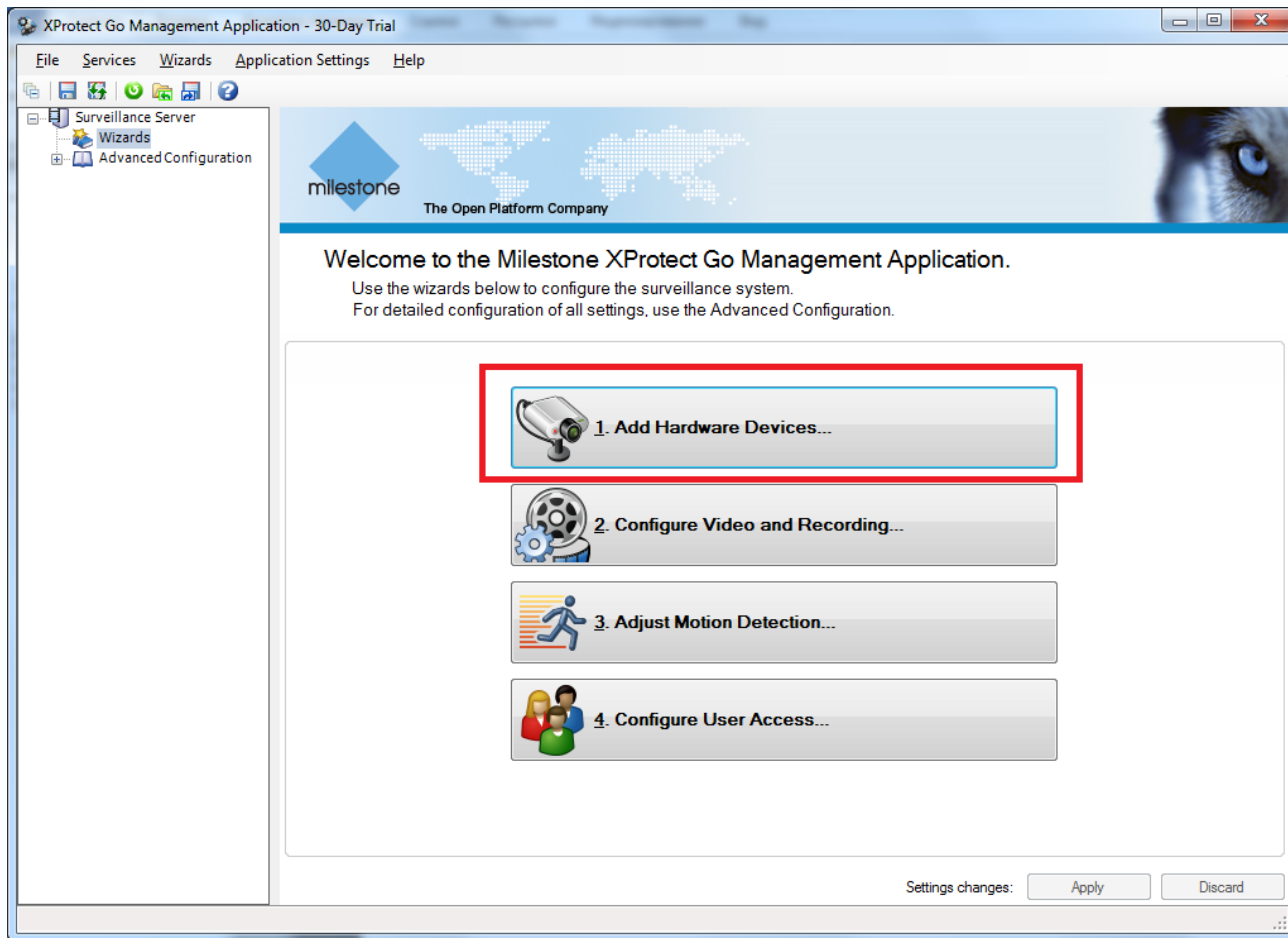 XProtect Go Management Application - 30-Day Trial
File Services Wizards Application Settings Help
Surveillance Server
Wizards
Advanced Configuration
milestone
The Open Platform Company
Welcome to the Milestone XProtect Go Management Application.
Use the wizards below to configure the surveillance system.
For detailed configuration of all settings, use the Advanced Configuration.
1. Add Hardware Devices...
2. Configure Video and Recording...
3. Adjust Motion Detection...
4. Configure User Access...
Settings changes: Apply Discard